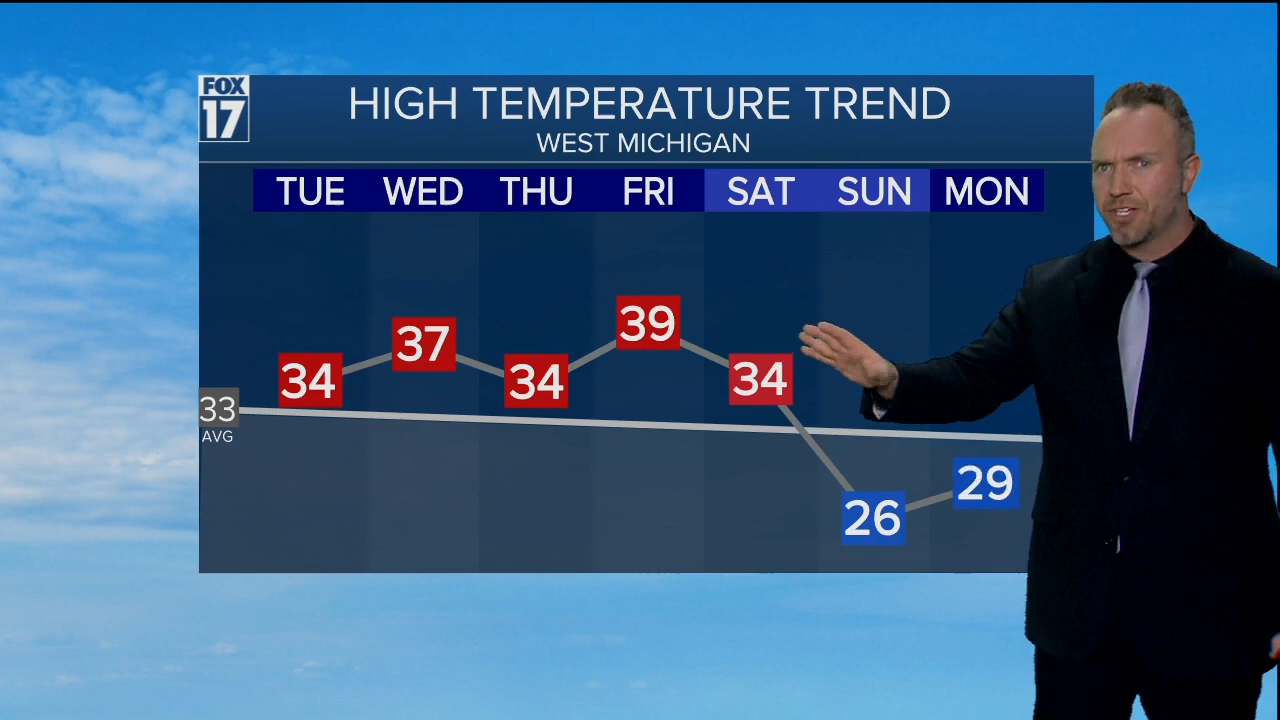 FOX
17
HIGH TEMPERATURE TREND
WEST MICHIGAN
TUE WED THU FRI SAT SUN MON
34 37 34 39 34 26 29
33
AVG